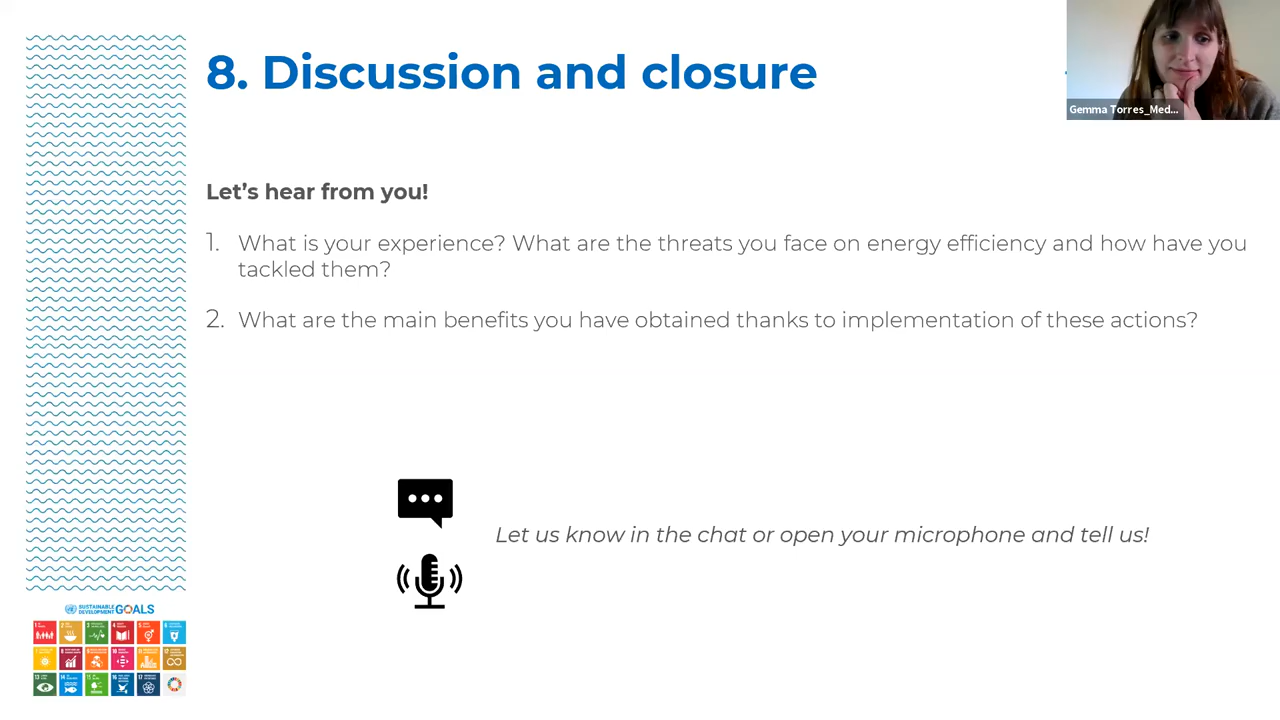 8. Discussion and closure
Gemma Torres_Med...
Let's hear from you!
1. What is your experience? What are the threats you face on energy efficiency and how have you
tackled them?
2. What are the main benefits you have obtained thanks to implementation of these actions?
Let us know in the chat or open your microphone and tell us!
SUSTAINABLE
DEVELOPMENT GOALS